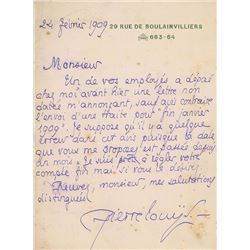 24 février 1909
29 RUE DE BOULAINVILLIERS
683-64
Monsieur
Un de vos employés a déposé
chez moi avant hier une lettre non
datée m'annonçant, sauf avis contraire
l'envoi d'une traite pour "fin janvier
1909". Je suppose qu'il y a quelque
erreur dans cet avis puisque la date
que vous me proposez est passée depuis
un mois. Je suis prêt à régler votre
compte fin mai, si vous le désirez.
Recevez, monsieur, mes salutations
distinguées
Pierre Louÿs